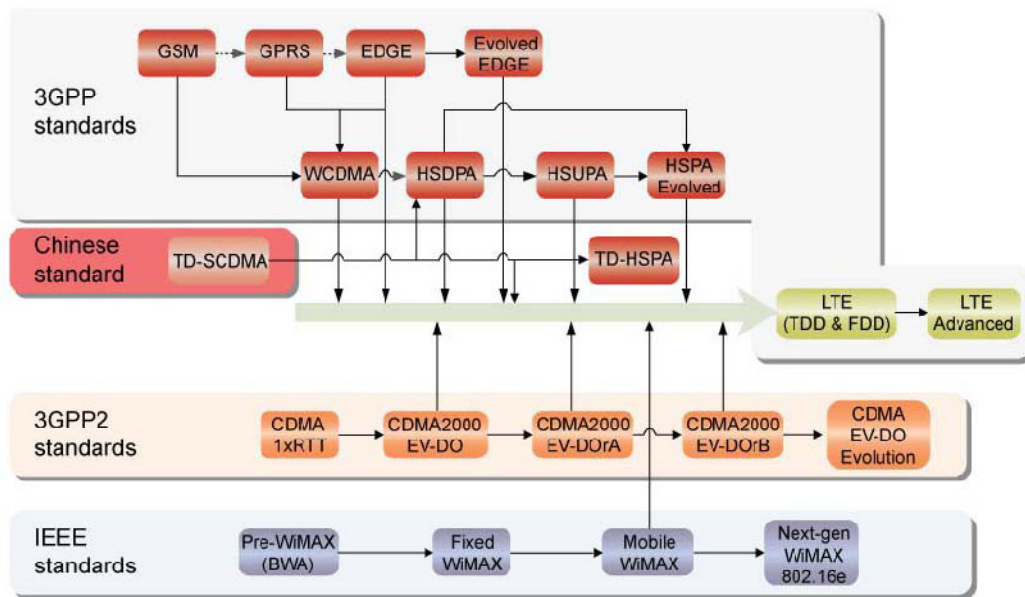 GSM
GPRS
EDGE
Evolved
EDGE
3GPP
standards
WCDMA
HSDPA
HSUPA
HSPA
Evolved
Chinese
standard
TD-SCDMA
TD-HSPA
LTE
(TDD & FDD)
LTE
Advanced
3GPP2
standards
CDMA
1xRTT
CDMA2000
EV-DO
CDMA2000
EV-DOrA
CDMA2000
EV-DOrB
CDMA
EV-DO
Evolution
IEEE
standards
Pre-WiMAX
(BWA)
Fixed
WiMAX
Mobile
WiMAX
Next-gen
WiMAX
802.16e